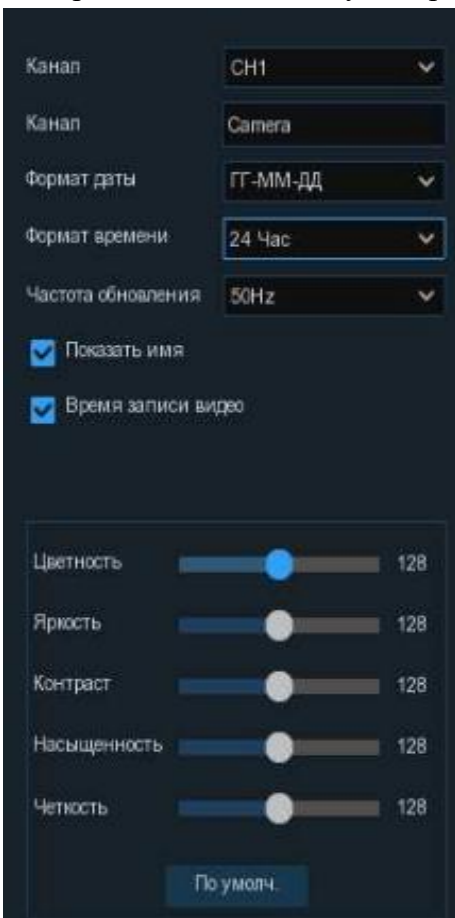 Канал CH1
Канал Camera
Формат даты ГГ-ММ-ДД
Формат времени 24 Час
Частота обновления 50Hz
Показать имя
Время записи видео
Цветность 128
Яркость 128
Контраст 128
Насыщенность 128
Четкость 128
По умолч.